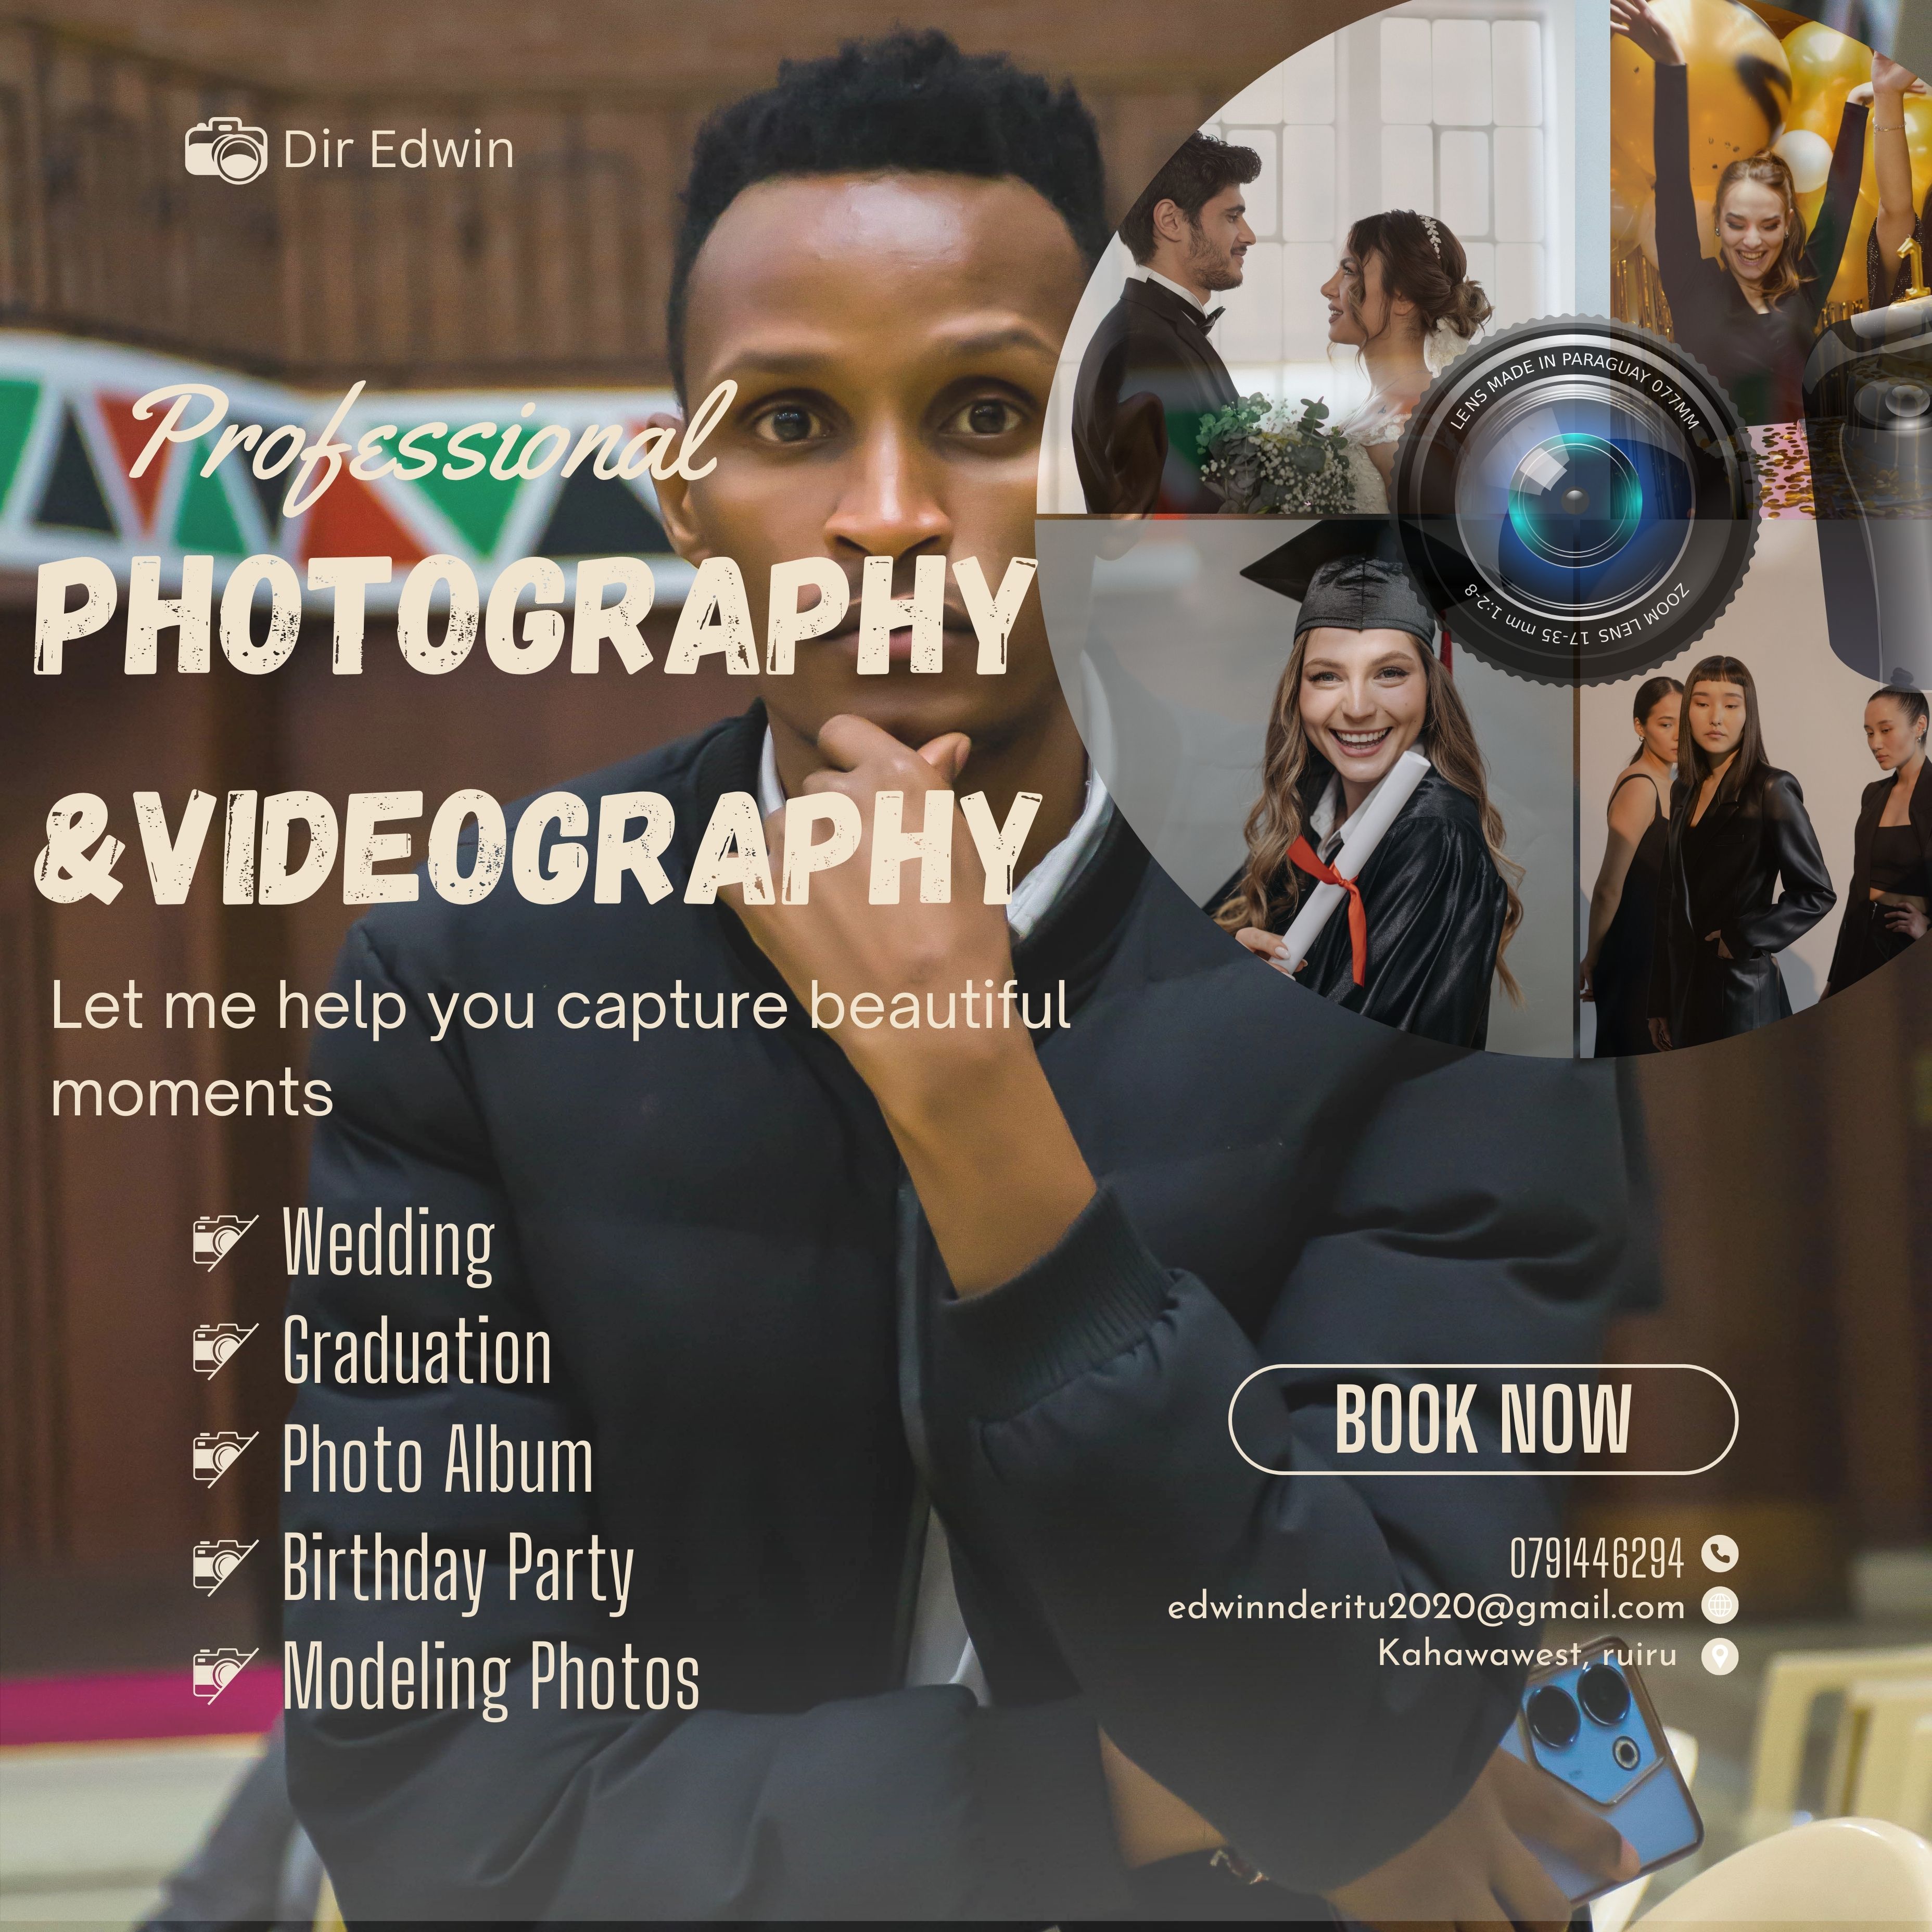 Dir Edwin
Professional
PHOTOGRAPHY
&VIDEOGRAPHY
Let me help you capture beautiful
moments
Wedding
Graduation
Photo Album
Birthday Party
Modeling Photos
LENS MADE IN PARAGUAY 077MM
ZOOM LENS 17-35 mm 1:2-8
BOOK NOW
0791446294
edwinnderitu2020@gmail.com
Kahawawest, ruiru